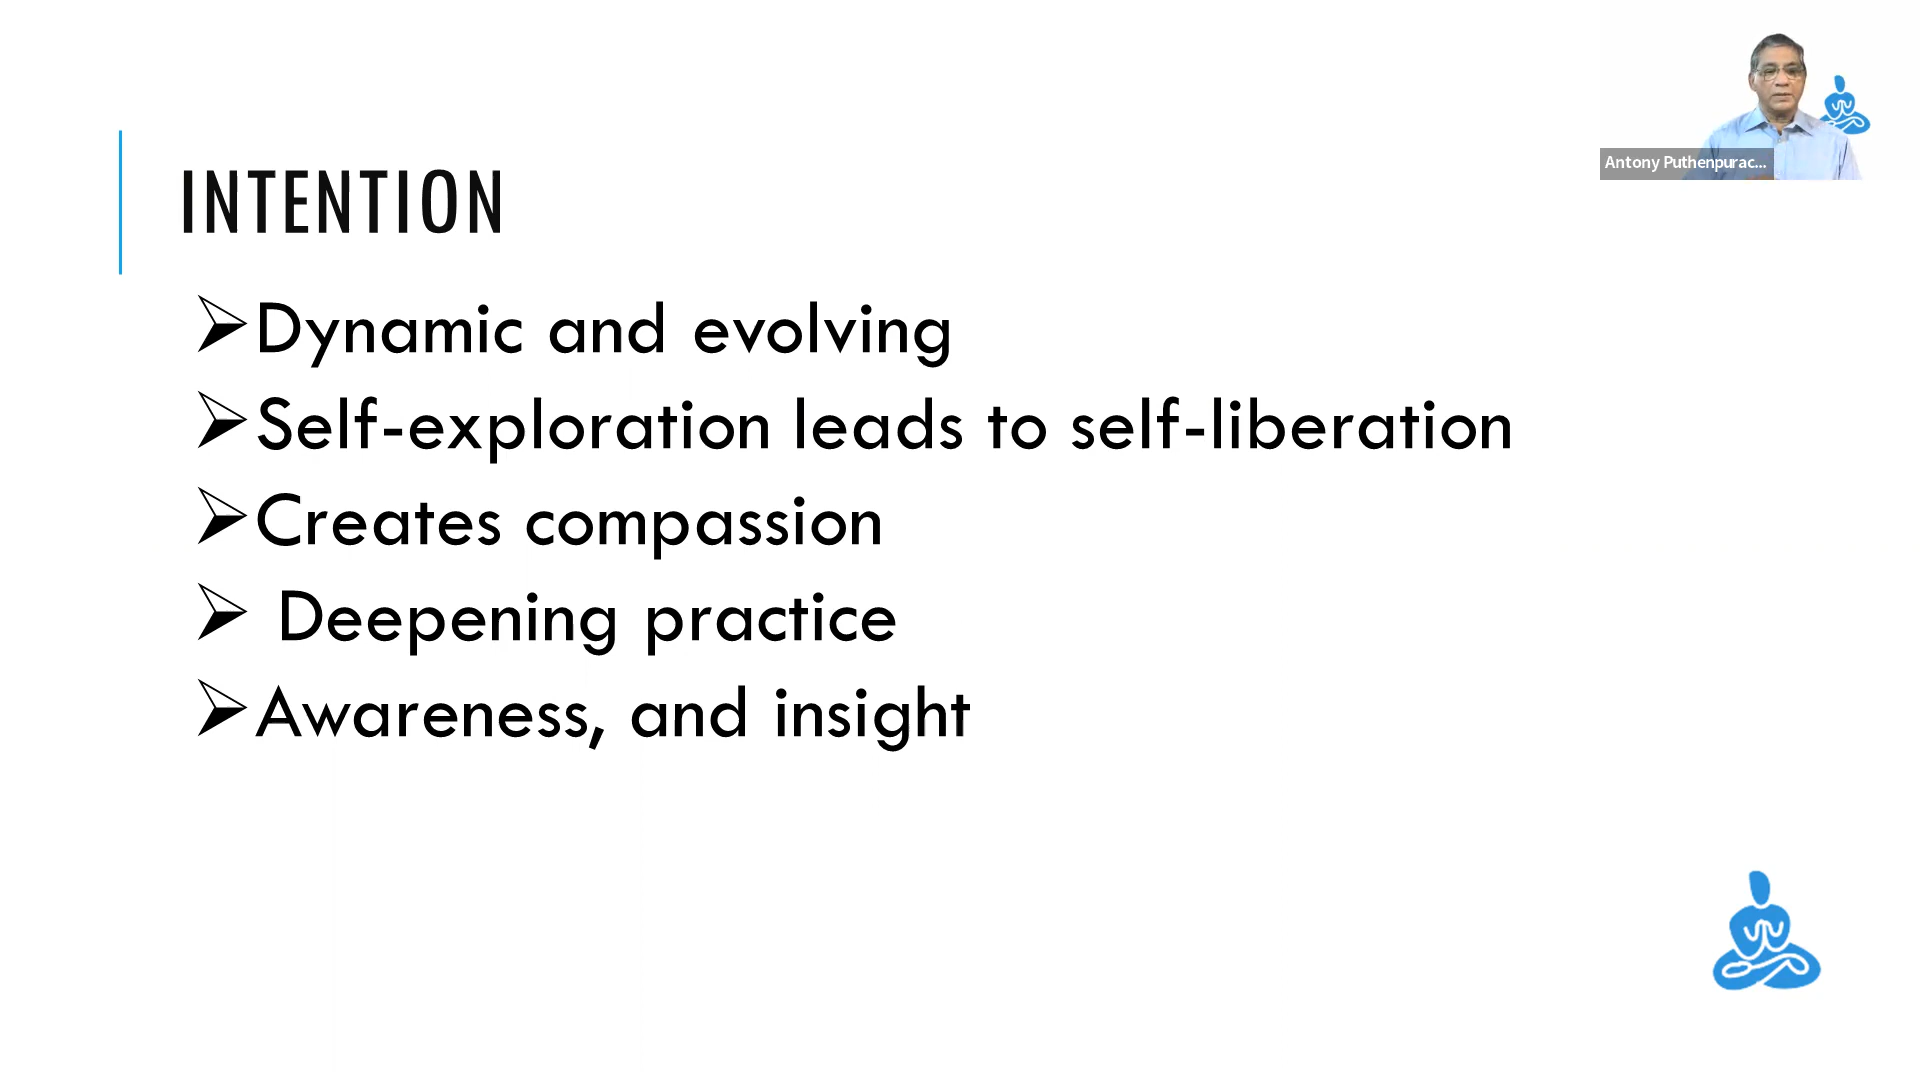 INTENTION
Dynamic and evolving
Self-exploration leads to self-liberation
Creates compassion
Deepening practice
Awareness, and insight
Antony Puthenpurac...